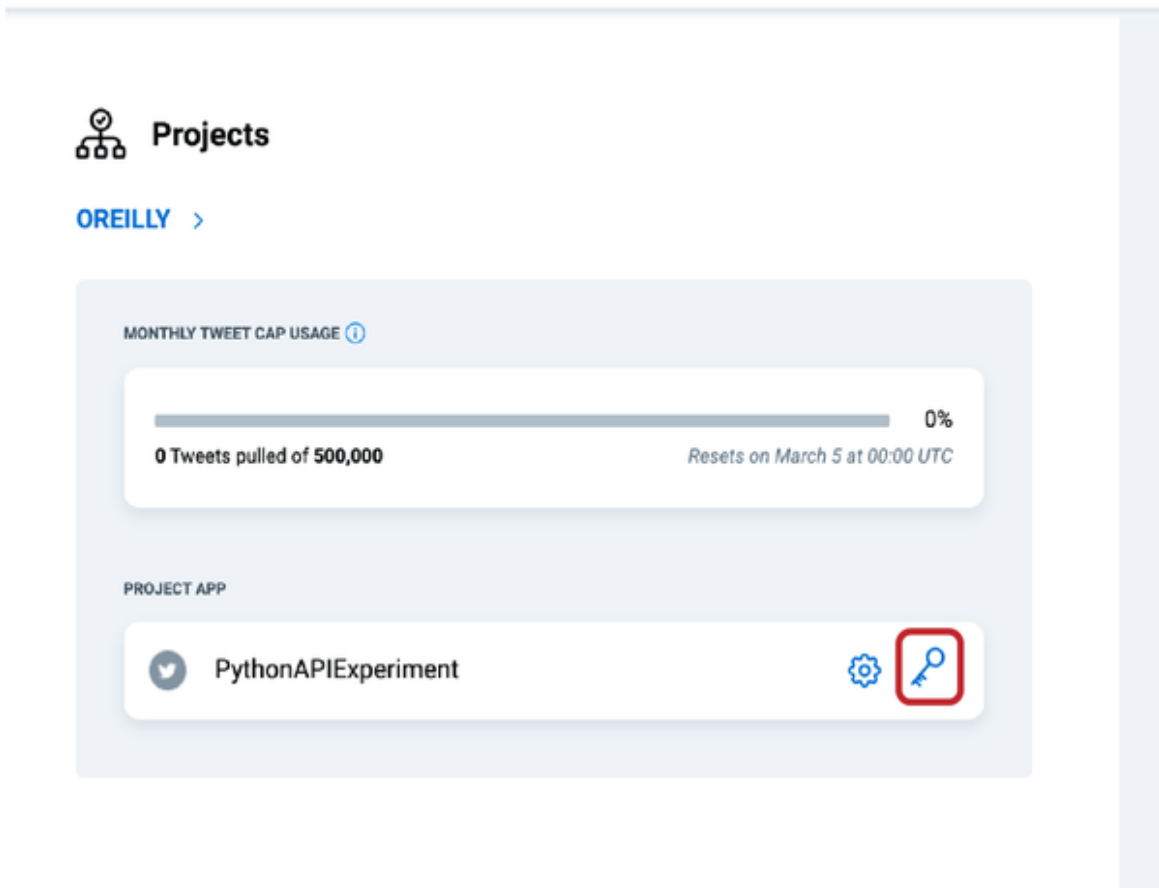 Projects
OREILLY >
MONTHLY TWEET CAP USAGE
0%
0 Tweets pulled of 500,000 Resets on March 5 at 00:00 UTC
PROJECT APP
PythonAPIExperiment